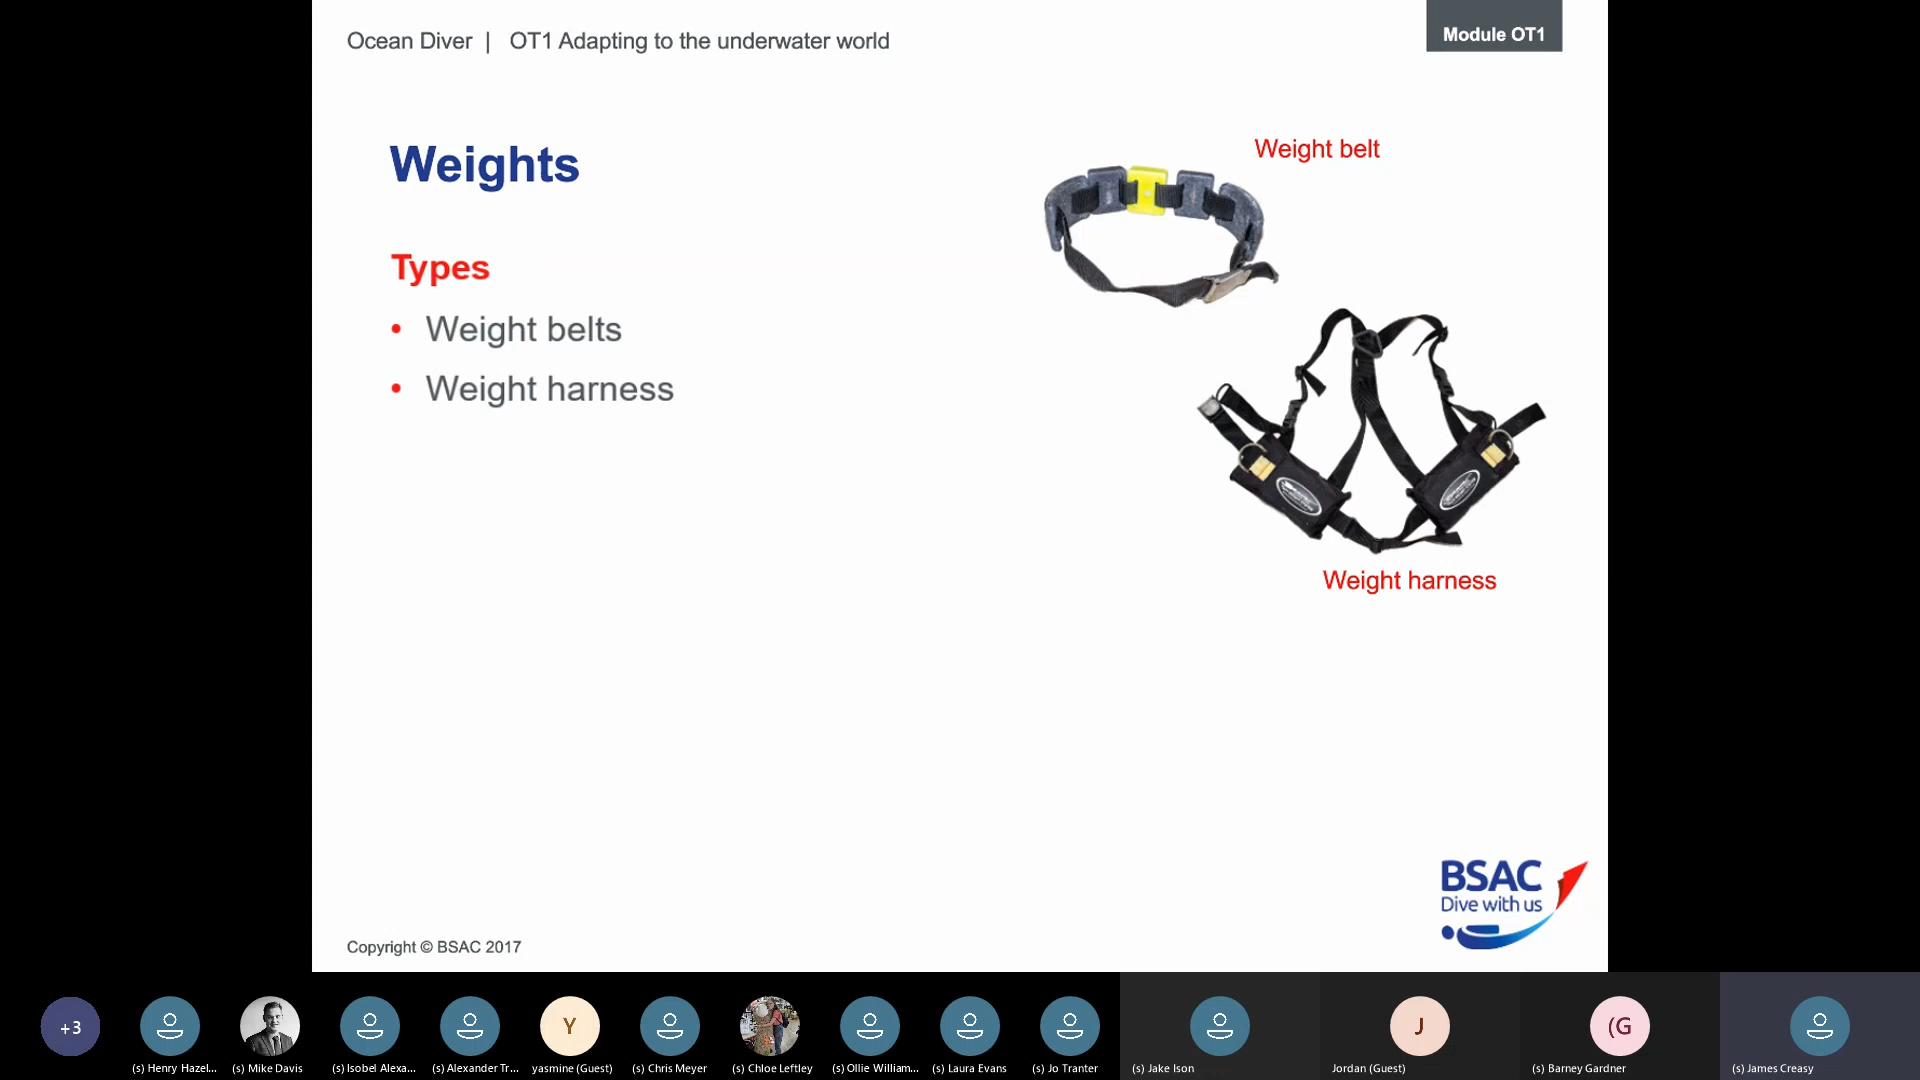 Ocean Diver | OT1 Adapting to the underwater world
Module OT1
Weights
Weight belt
Types
• Weight belts
• Weight harness
Weight harness
BSAC
Dive with us
Copyright © BSAC 2017
+3
(s) Henry Hazel...
(s) Mike Davis
(s) Isobel Alexa...
(s) Alexander Tr...
Y
yasmine (Guest)
(s) Chris Meyer
(s) Chloe Leftley
(s) Ollie William...
(s) Laura Evans
(s) Jo Tranter
(s) Jake Ison
J
Jordan (Guest)
(G
(s) Barney Gardner
(s) James Creasy